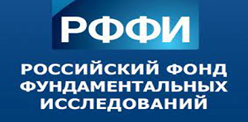 РФФИ
РОССИЙСКИЙ ФОНД
ФУНДАМЕНТАЛЬНЫХ
ИССЛЕДОВАНИЙ